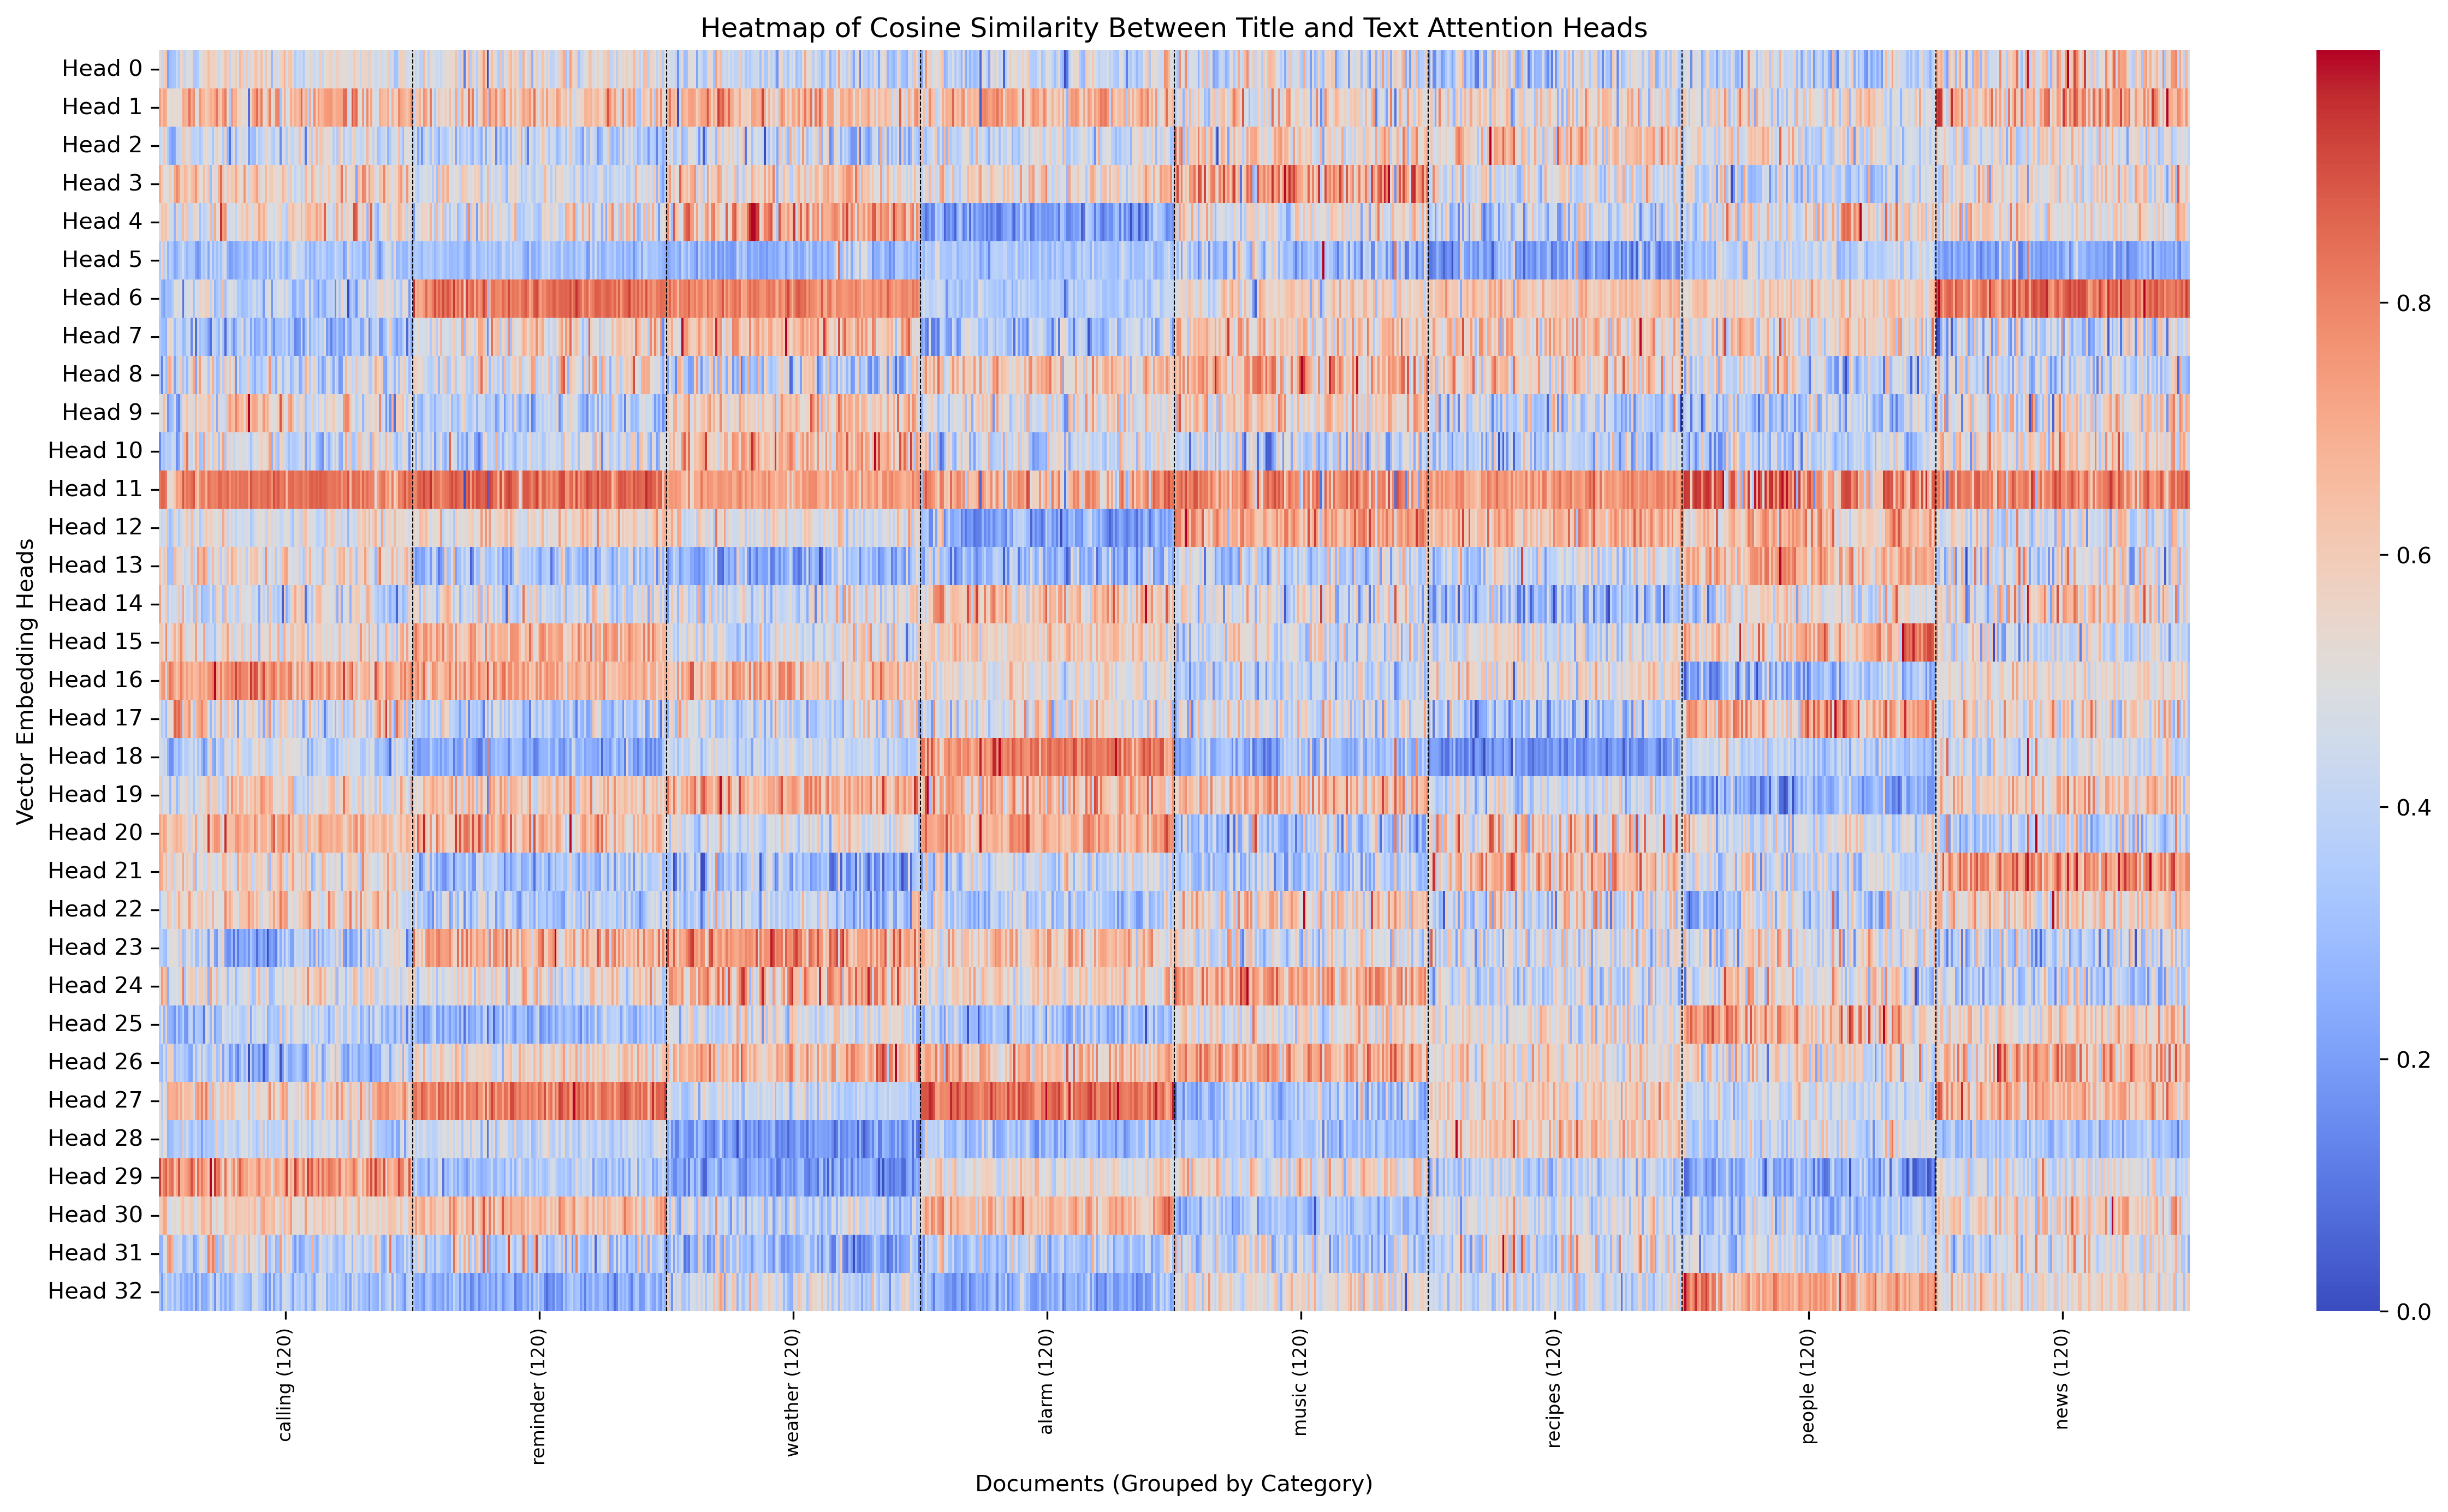 Heatmap of Cosine Similarity Between Title and Text Attention Heads
Vector Embedding Heads
Head 0
Head 1
Head 2
Head 3
Head 4
Head 5
Head 6
Head 7
Head 8
Head 9
Head 10
Head 11
Head 12
Head 13
Head 14
Head 15
Head 16
Head 17
Head 18
Head 19
Head 20
Head 21
Head 22
Head 23
Head 24
Head 25
Head 26
Head 27
Head 28
Head 29
Head 30
Head 31
Head 32
calling (120)
reminder (120)
weather (120)
alarm (120)
music (120)
recipes (120)
people (120)
news (120)
Documents (Grouped by Category)
0.8
0.6
0.4
0.2
0.0